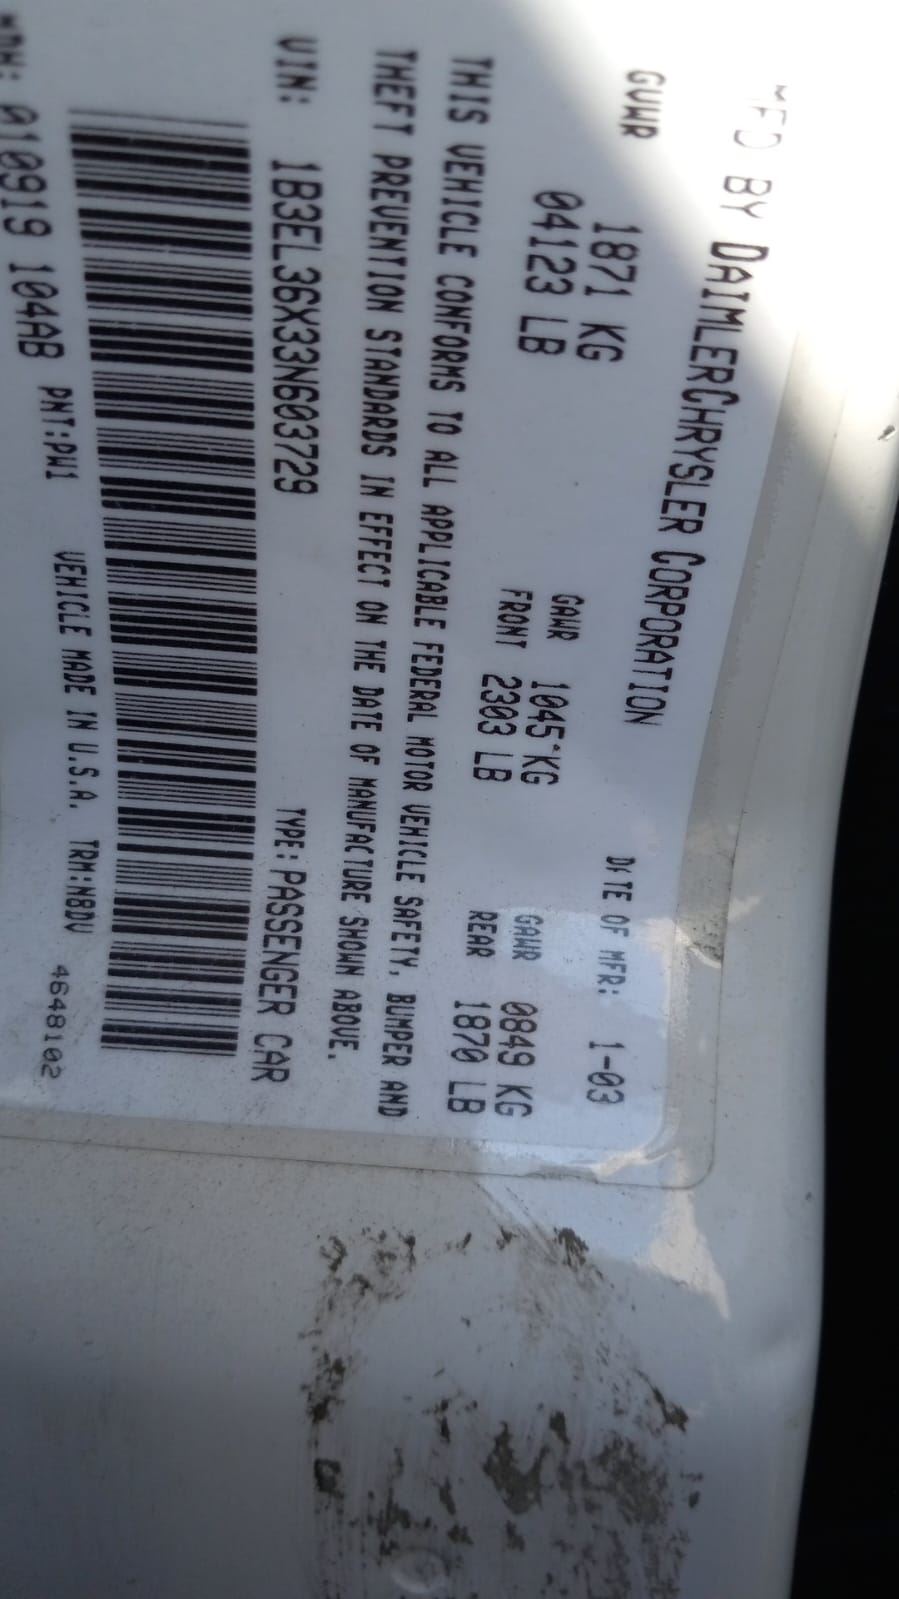 MFD BY DAIMLERCHRYSLER CORPORATION DATE OF MFR: 1-03
GVWR 1871 KG GAWR 1045 KG GAWR 0849 KG
04123 LB FRONT 2303 LB REAR 1870 LB
THIS VEHICLE CONFORMS TO ALL APPLICABLE FEDERAL MOTOR VEHICLE SAFETY, BUMPER AND
THEFT PREVENTION STANDARDS IN EFFECT ON THE DATE OF MANUFACTURE SHOWN ABOVE.
VIN: 1B3EL36X33N603729 TYPE: PASSENGER CAR
MDH: 010919 104AB PNT:PW1 VEHICLE MADE IN U.S.A. TRM:N8DV 4648102